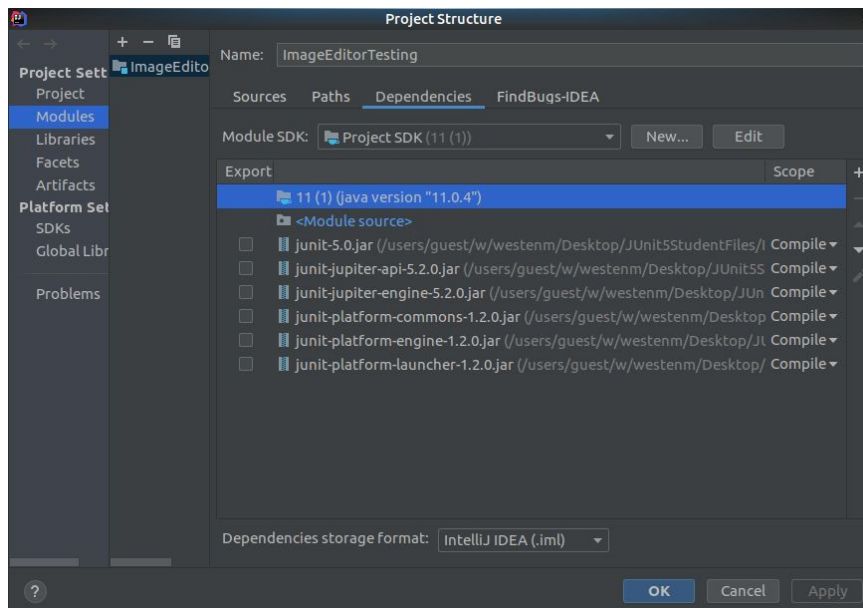 Project Structure
Name: ImageEditorTesting
Project Sett
Project
Modules
Libraries
Facets
Artifacts
Platform Set
SDKs
Global Libr
Problems
ImageEdito
Sources Paths Dependencies FindBugs-IDEA
Module SDK: Project SDK (11 (1)) New... Edit
Export Scope
11 (1) (java version "11.0.4")
<Module source>
junit-5.0.jar (/users/guest/w/westenm/Desktop/JUnit5StudentFiles/l Compile
junit-jupiter-api-5.2.0.jar (/users/guest/w/westenm/Desktop/JUnit5S Compile
junit-jupiter-engine-5.2.0.jar (/users/guest/w/westenm/Desktop/JUn Compile
junit-platform-commons-1.2.0.jar (/users/guest/w/westenm/Desktop Compile
junit-platform-engine-1.2.0.jar (/users/guest/w/westenm/Desktop/JU Compile
junit-platform-launcher-1.2.0.jar (/users/guest/w/westenm/Desktop/ Compile
Dependencies storage format: IntelliJ IDEA (.iml)
? OK Cancel Apply